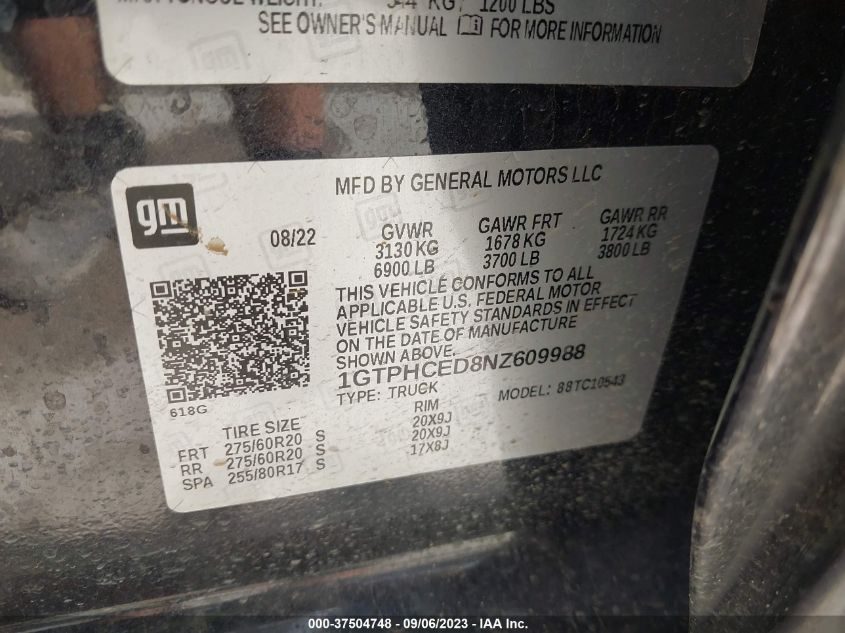 1200 LBS
SEE OWNER'S MANUAL FOR MORE INFORMATION
MFD BY GENERAL MOTORS LLC
gm
08/22
GVWR
3130 KG
6900 LB
GAWR FRT
1678 KG
3700 LB
GAWR RR
1724 KG
3800 LB
THIS VEHICLE CONFORMS TO ALL
APPLICABLE U.S. FEDERAL MOTOR
VEHICLE SAFETY STANDARDS IN EFFECT
ON THE DATE OF MANUFACTURE
SHOWN ABOVE.
1GTPHCED8NZ609988
TYPE: TRUCK
MODEL: 88TC10543
618G
TIRE SIZE RIM
FRT 275/60R20 S 20X9J
RR 275/60R20 S 20X9J
SPA 255/80R17 S 17X8J
000-37504748 - 09/06/2023 - IAA Inc.